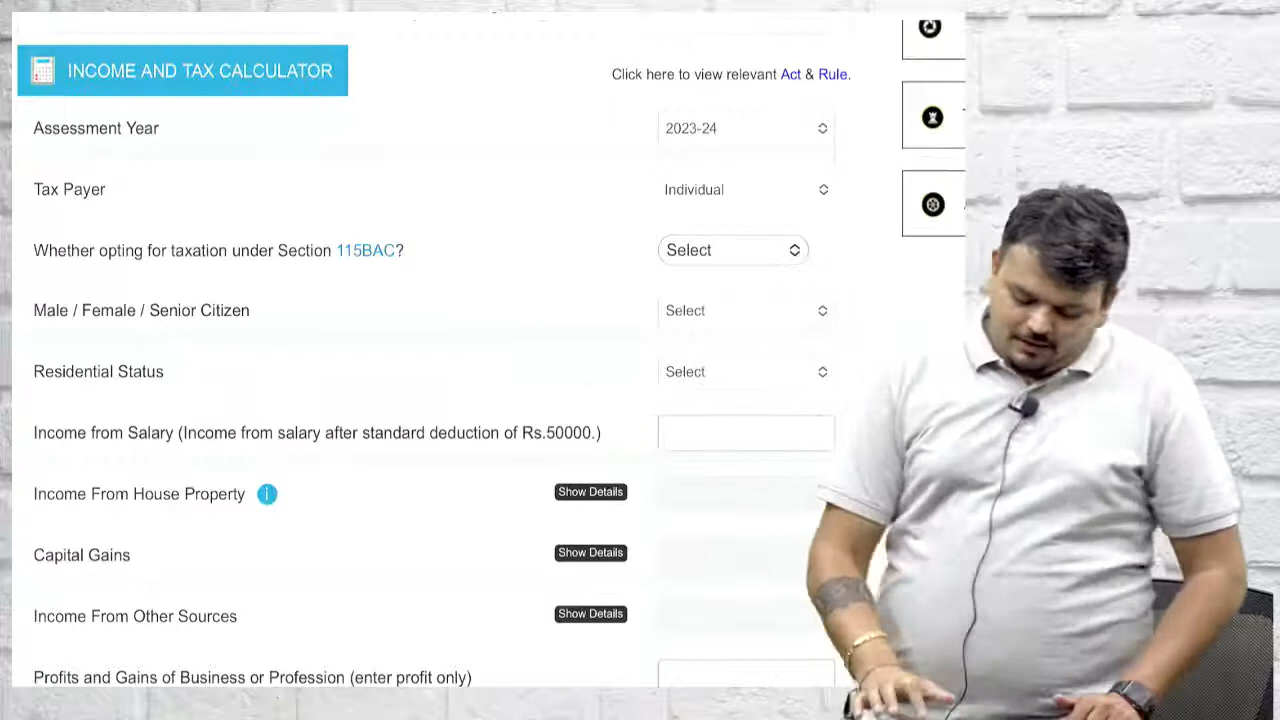 INCOME AND TAX CALCULATOR
Click here to view relevant Act & Rule.
Assessment Year 2023-24
Tax Payer Individual
Whether opting for taxation under Section 115BAC? Select
Male / Female / Senior Citizen Select
Residential Status Select
Income from Salary (Income from salary after standard deduction of Rs.50000.)
Income From House Property i Show Details
Capital Gains Show Details
Income From Other Sources Show Details
Profits and Gains of Business or Profession (enter profit only)